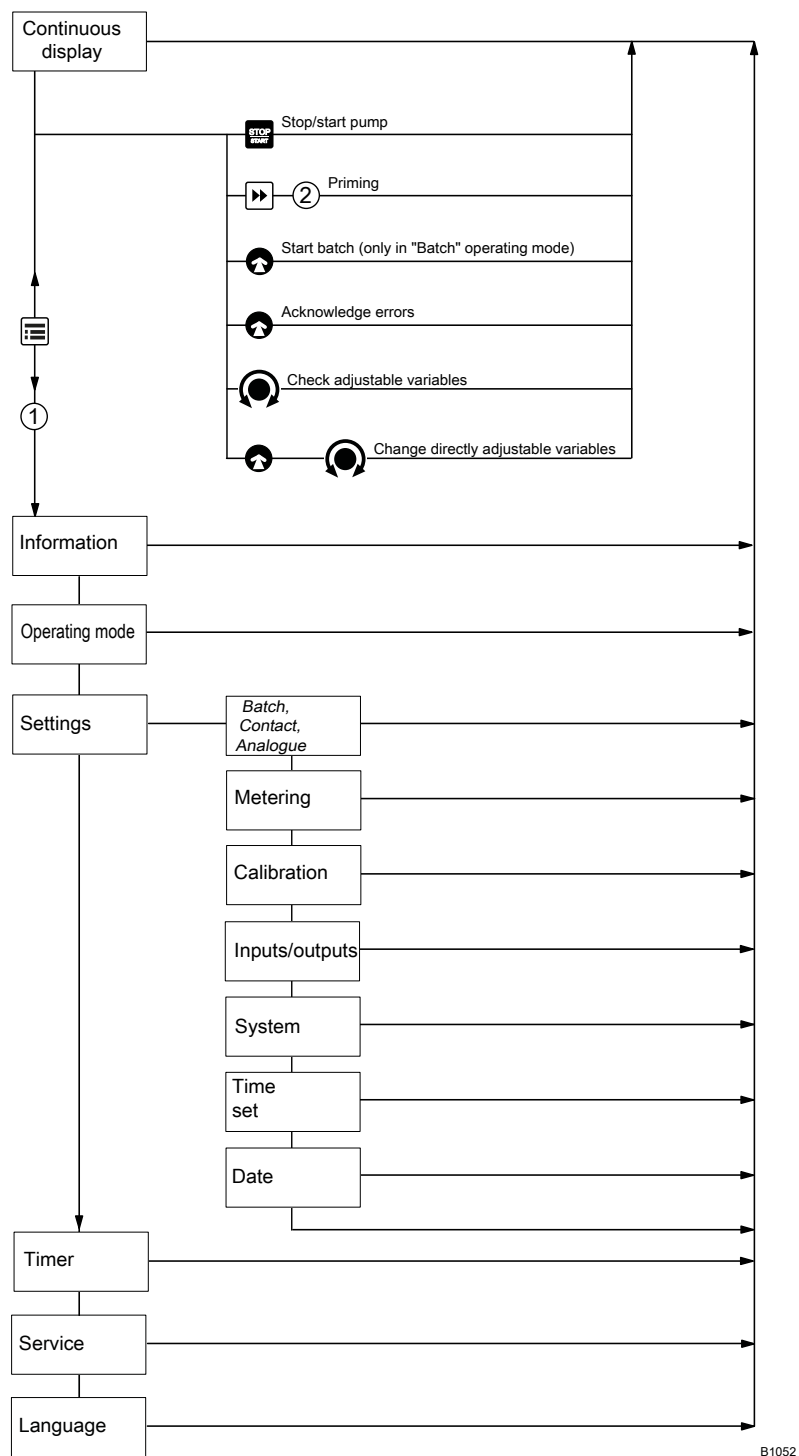 Continuous
display
STOP
START
Stop/start pump
2
Priming
Start batch (only in "Batch" operating mode)
Acknowledge errors
Check adjustable variables
1
Change directly adjustable variables
Information
Operating mode
Settings
Batch,
Contact,
Analogue
Metering
Calibration
Inputs/outputs
System
Time
set
Date
Timer
Service
Language
B1052